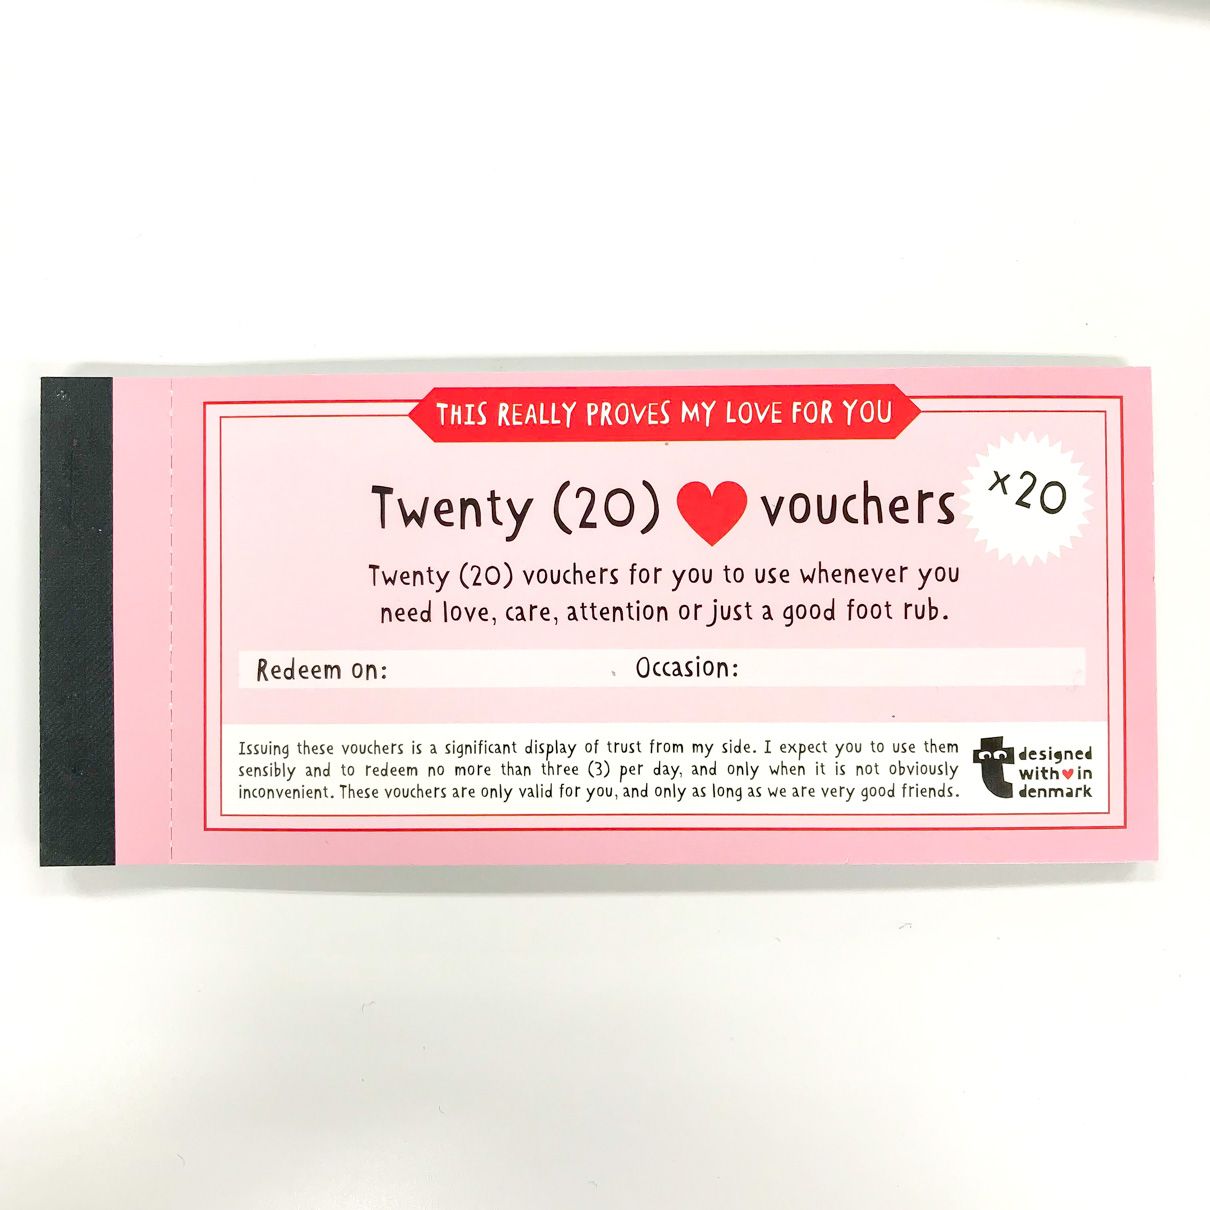 THIS REALLY PROVES MY LOVE FOR YOU
Twenty (20) ♥ vouchers
x20
Twenty (20) vouchers for you to use whenever you
need love, care, attention or just a good foot rub.
Redeem on: Occasion:
Issuing these vouchers is a significant display of trust from my side. I expect you to use them
sensibly and to redeem no more than three (3) per day, and only when it is not obviously
inconvenient. These vouchers are only valid for you, and only as long as we are very good friends.
t
designed
with ♥ in
denmark